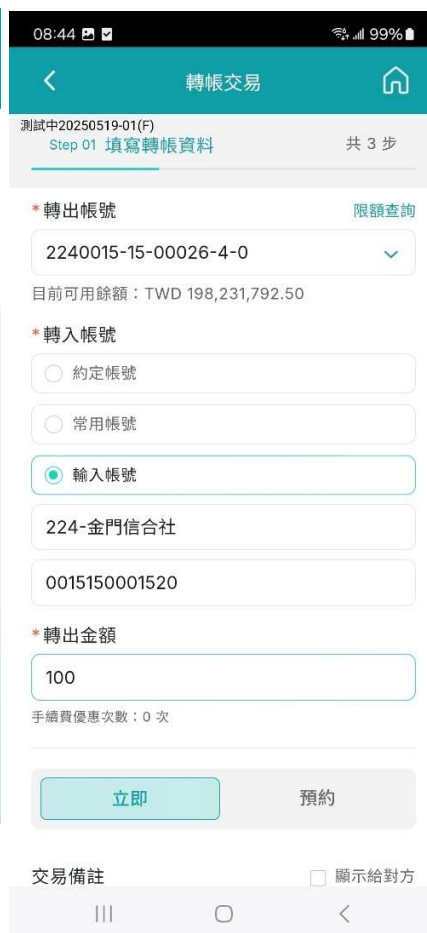 08:44 99%
轉帳交易
測試中20250519-01(F)
Step 01 填寫轉帳資料 共 3 步
*轉出帳號 限額查詢
2240015-15-00026-4-0
目前可用餘額：TWD 198,231,792.50
*轉入帳號
約定帳號
常用帳號
輸入帳號
224-金門信合社
0015150001520
*轉出金額
100
手續費優惠次數：0 次
立即 預約
交易備註 顯示給對方